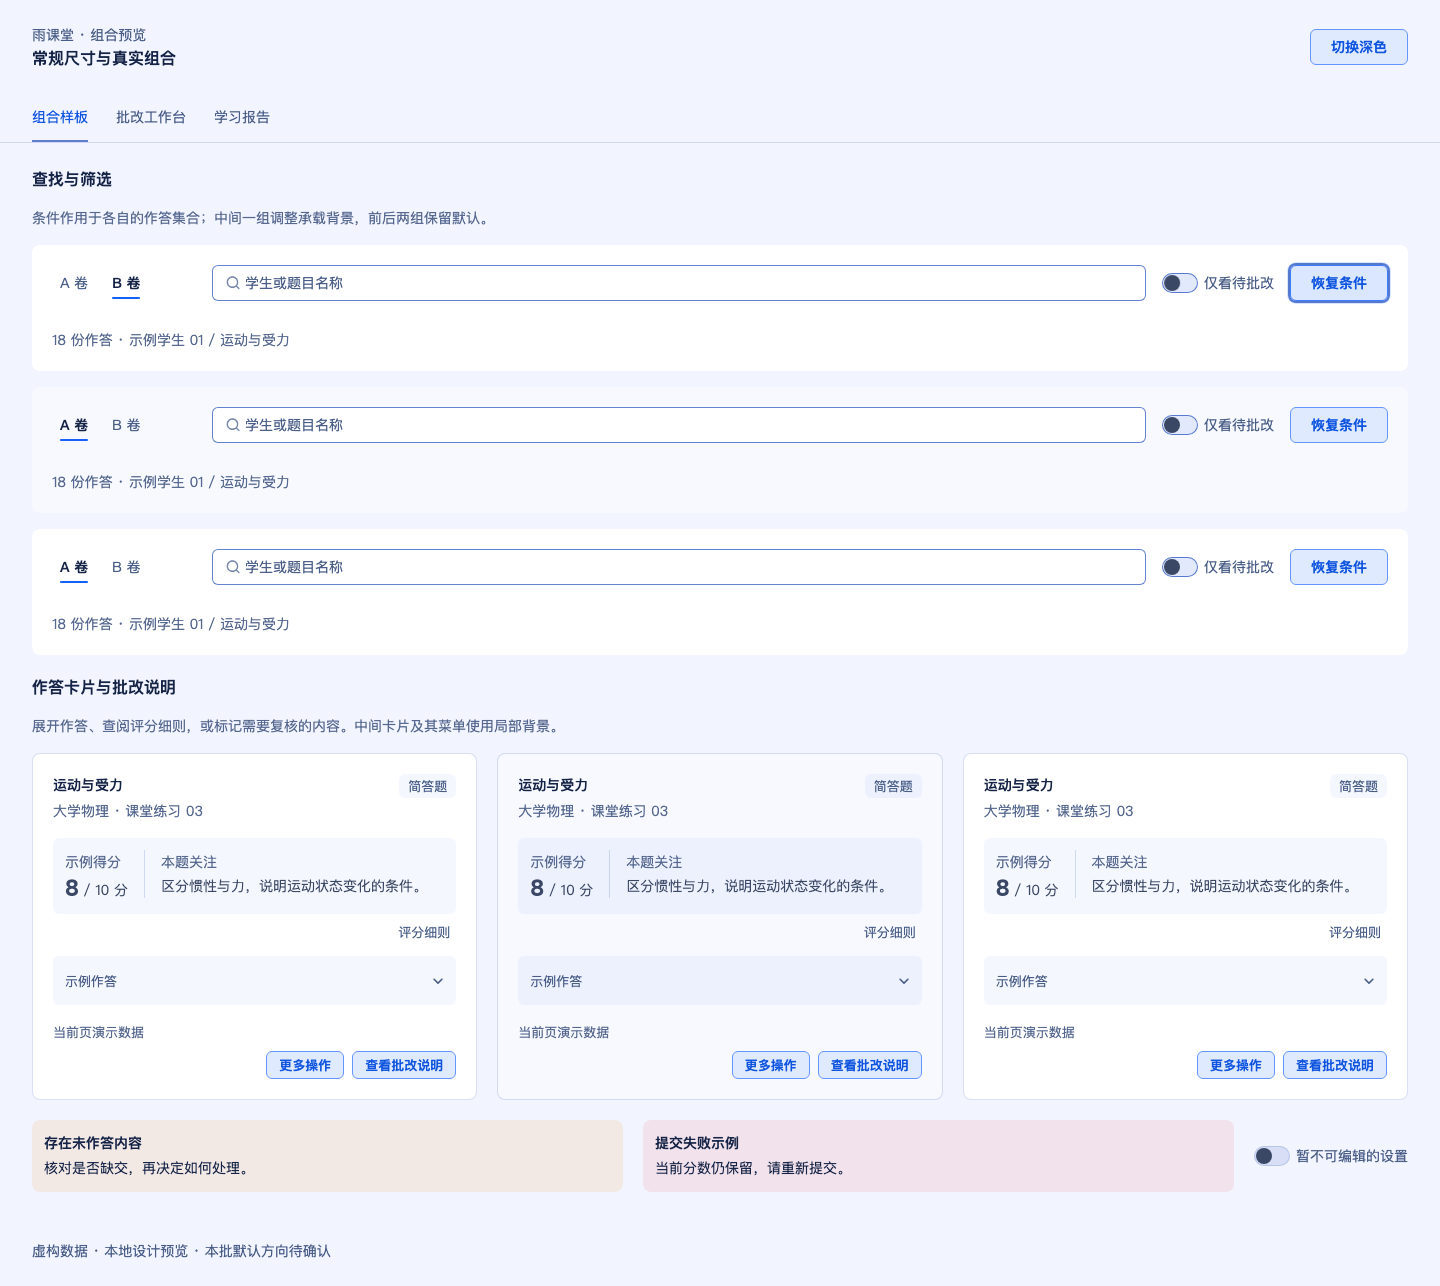 雨课堂 · 组合预览
常规尺寸与真实组合
切换深色
组合样板 批改工作台 学习报告
查找与筛选
条件作用于各自的作答集合；中间一组调整承载背景，前后两组保留默认。
A 卷 B 卷 学生或题目名称 仅看待批改 恢复条件
18 份作答 · 示例学生 01 / 运动与受力
A 卷 B 卷 学生或题目名称 仅看待批改 恢复条件
18 份作答 · 示例学生 01 / 运动与受力
A 卷 B 卷 学生或题目名称 仅看待批改 恢复条件
18 份作答 · 示例学生 01 / 运动与受力
作答卡片与批改说明
展开作答、查阅评分细则，或标记需要复核的内容。中间卡片及其菜单使用局部背景。
运动与受力 简答题
大学物理 · 课堂练习 03
示例得分
8 / 10 分
本题关注
区分惯性与力，说明运动状态变化的条件。
评分细则
示例作答
当前页演示数据
更多操作 查看批改说明
运动与受力 简答题
大学物理 · 课堂练习 03
示例得分
8 / 10 分
本题关注
区分惯性与力，说明运动状态变化的条件。
评分细则
示例作答
当前页演示数据
更多操作 查看批改说明
运动与受力 简答题
大学物理 · 课堂练习 03
示例得分
8 / 10 分
本题关注
区分惯性与力，说明运动状态变化的条件。
评分细则
示例作答
当前页演示数据
更多操作 查看批改说明
存在未作答内容
核对是否缺交，再决定如何处理。
提交失败示例
当前分数仍保留，请重新提交。
暂不可编辑的设置
虚构数据 · 本地设计预览 · 本批默认方向待确认